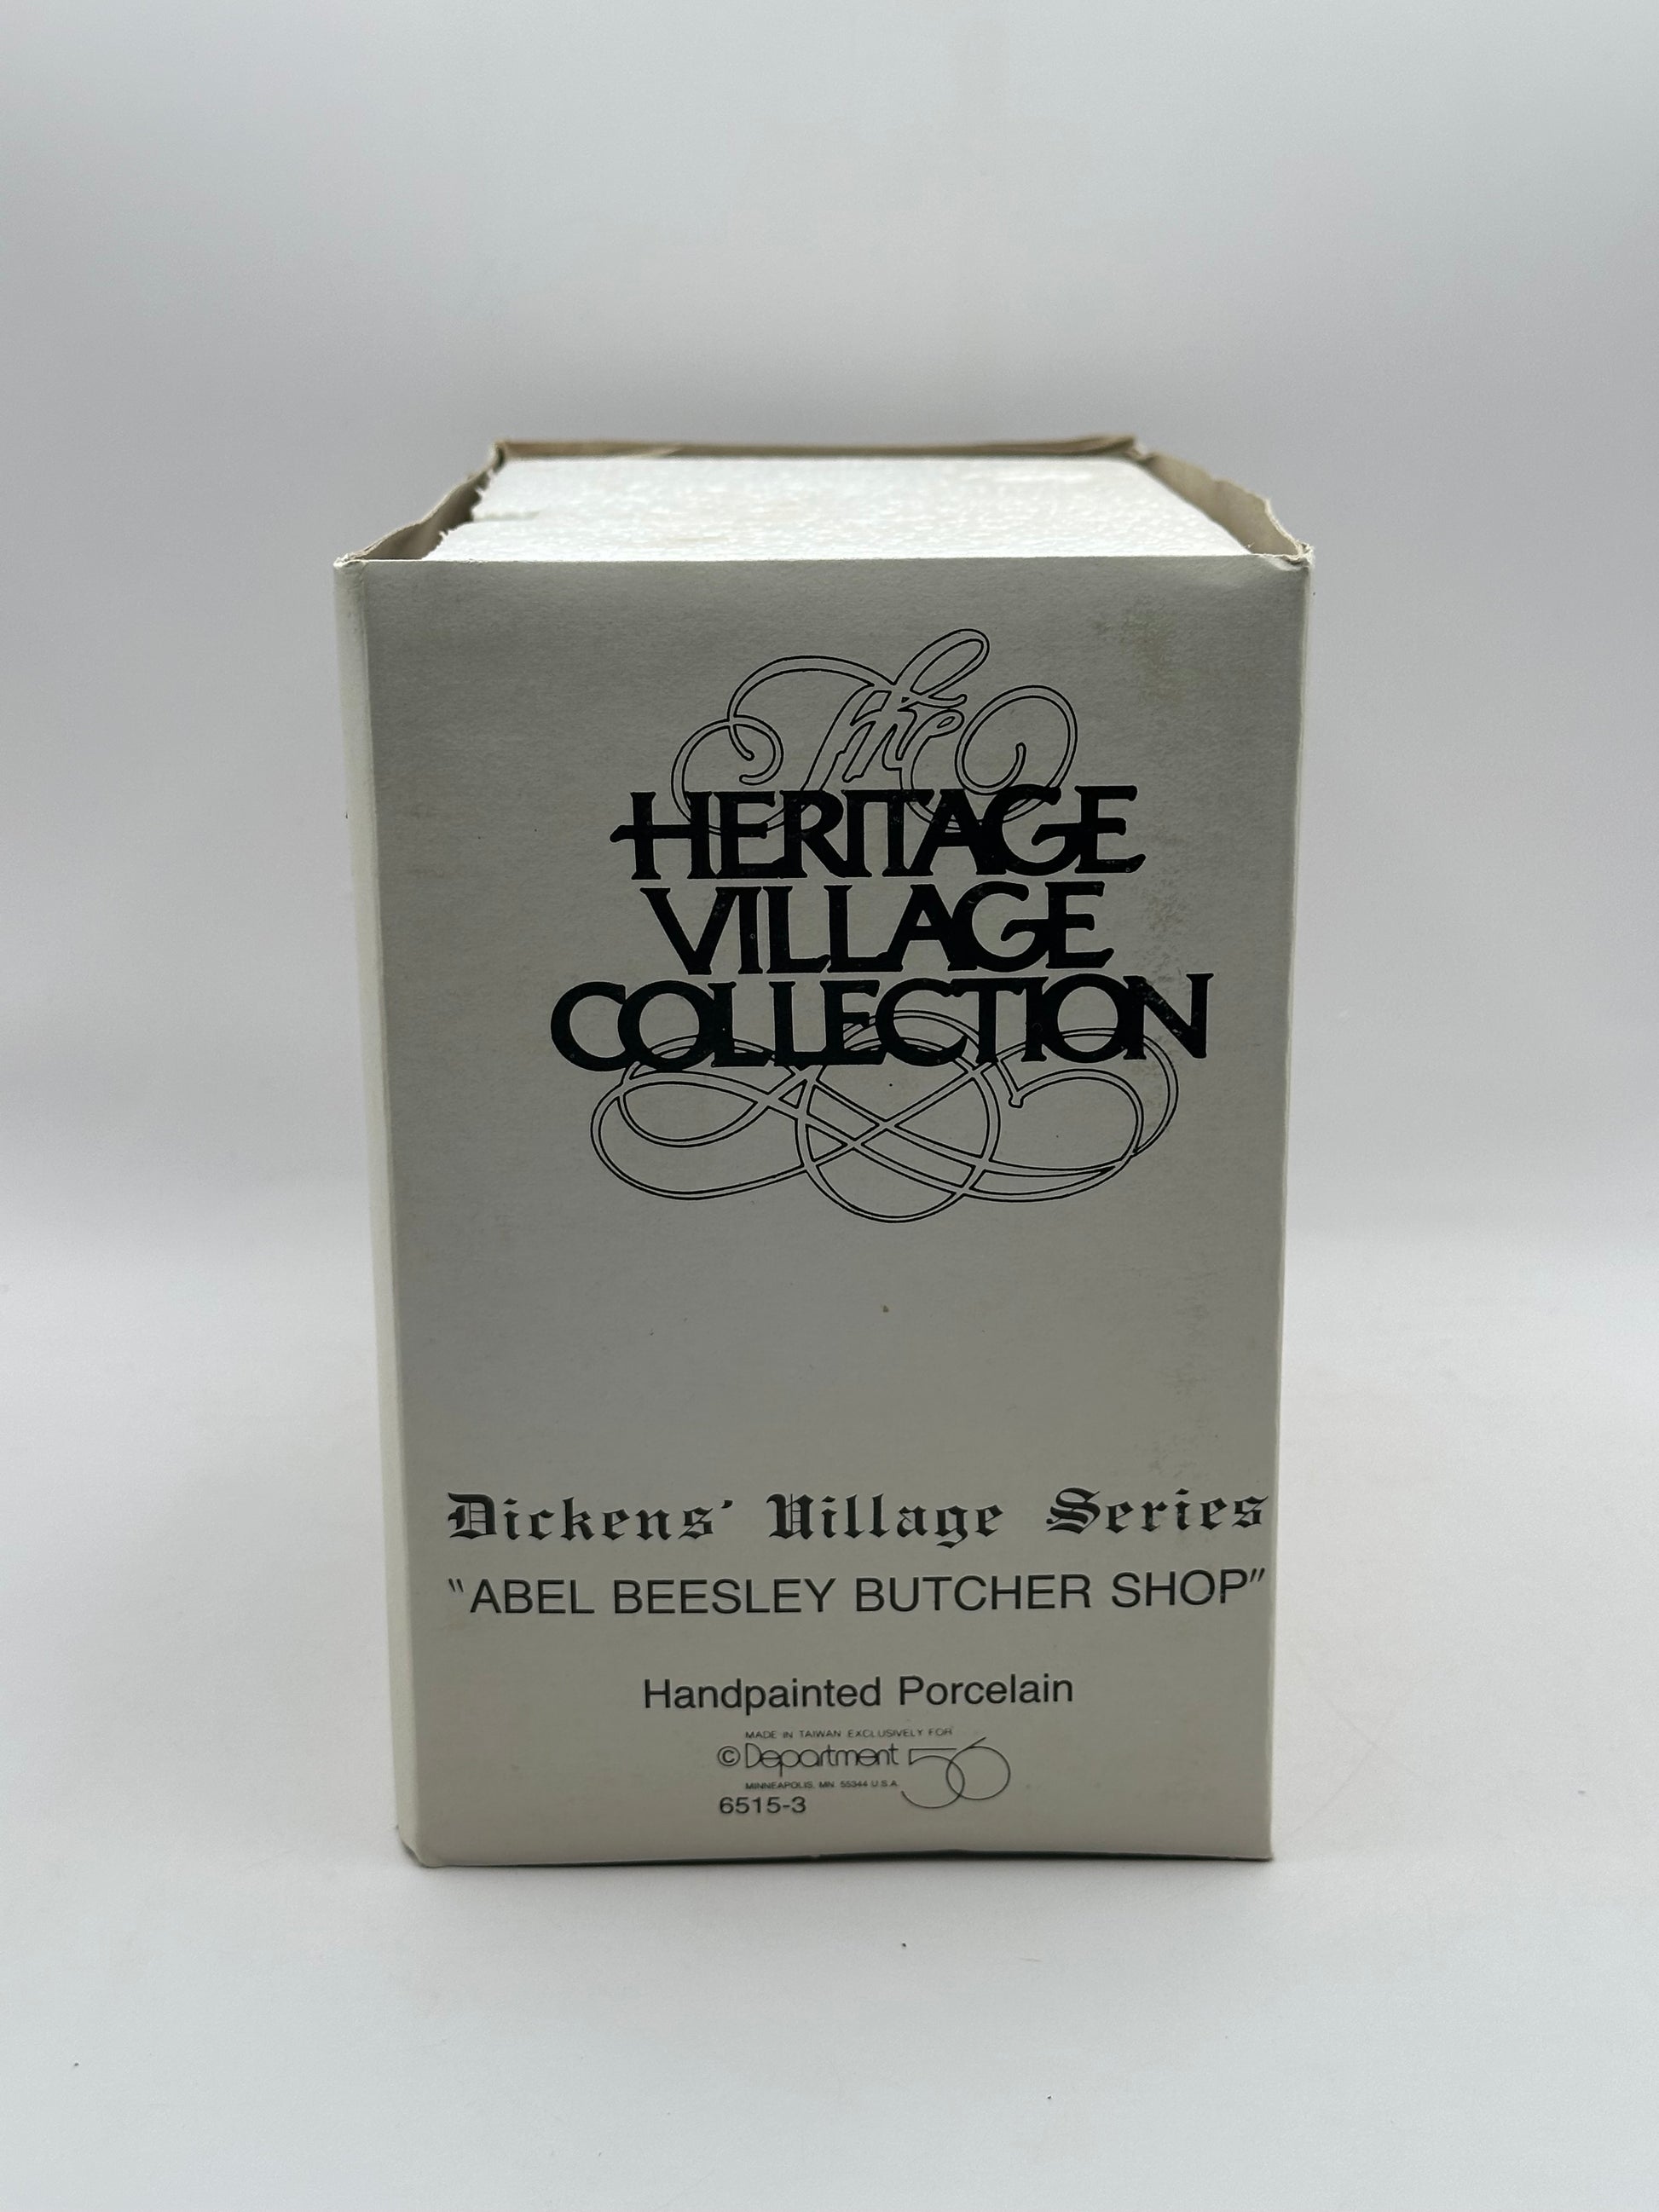 The
HERITAGE
VILLAGE
COLLECTION
Dickens' Village Series
"ABEL BEESLEY BUTCHER SHOP"
Handpainted Porcelain
MADE IN TAIWAN EXCLUSIVELY FOR
© Department 56
MINNEAPOLIS, MN 55344 U.S.A.
6515-3